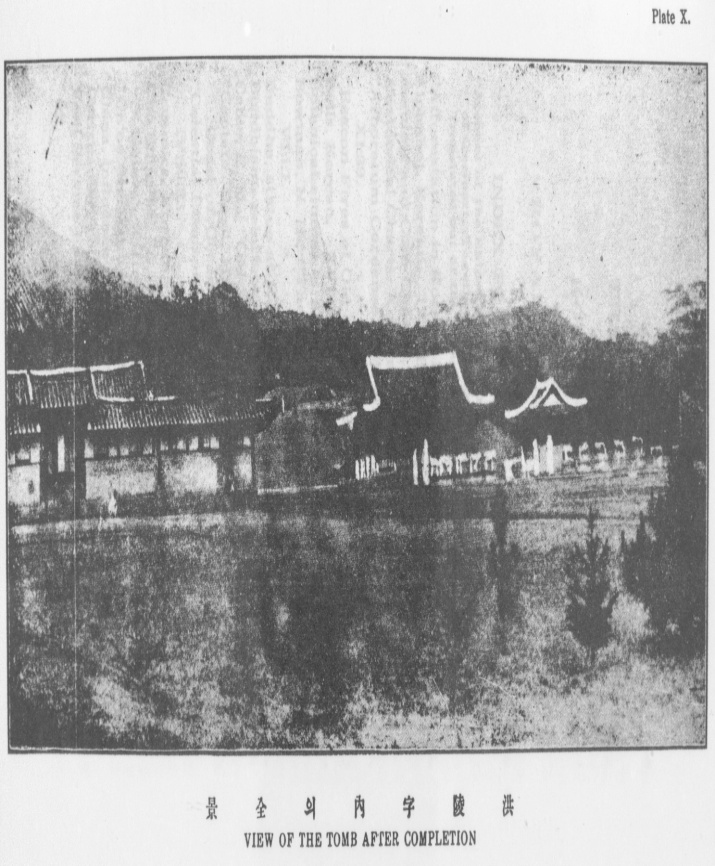 Plate X.
洪陵字內의全景
VIEW OF THE TOMB AFTER COMPLETION